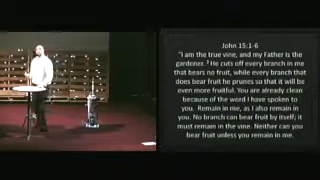 John 15:1-6
"I am the true vine, and my Father is the
gardener. ² He cuts off every branch in me
that bears no fruit, while every branch that
does bear fruit he prunes so that it will be
even more fruitful. You are already clean
because of the word I have spoken to
you. Remain in me, as I also remain in
you. No branch can bear fruit by itself; it
must remain in the vine. Neither can you
bear fruit unless you remain in me.